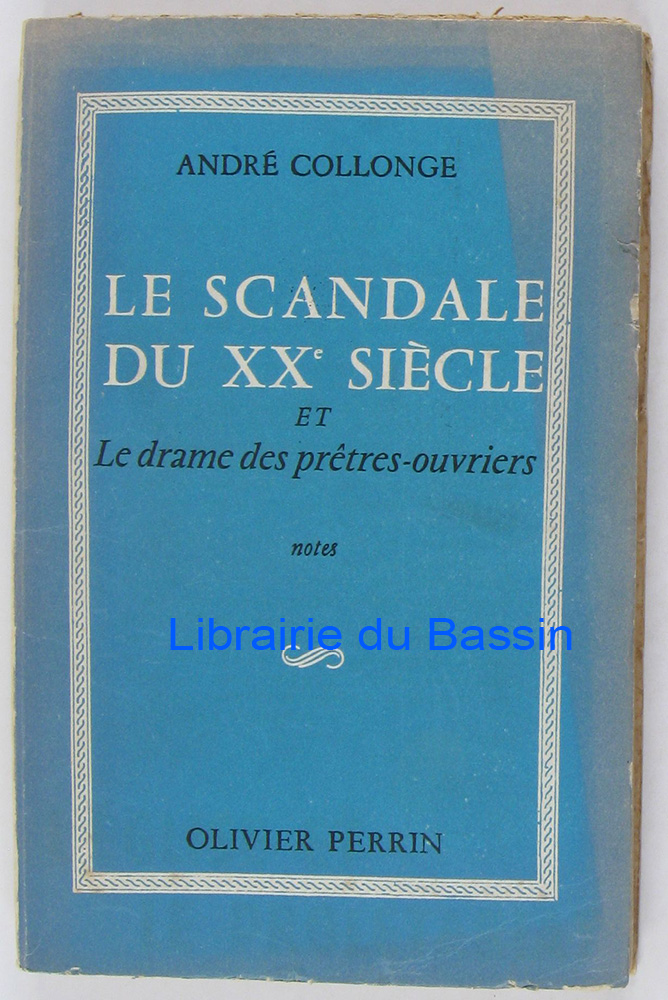 ANDRÉ COLLONGE
LE SCANDALE
DU XXe SIÈCLE
ET
Le drame des prêtres-ouvriers
notes
Librairie du Bassin
OLIVIER PERRIN